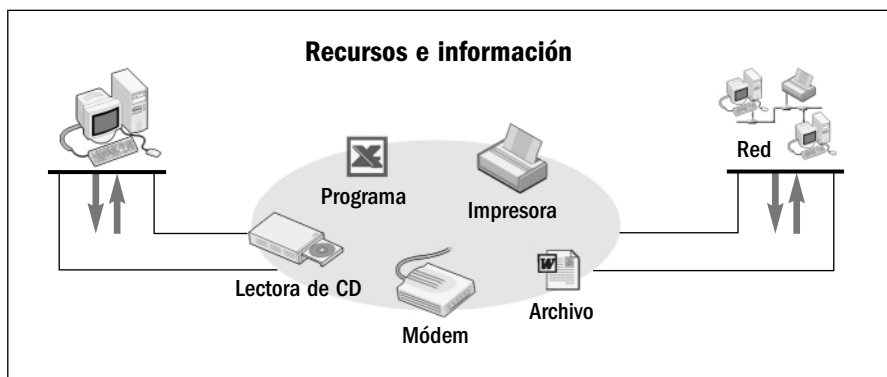 Recursos e información
Programa
Impresora
Red
Lectora de CD
Módem
W
Archivo